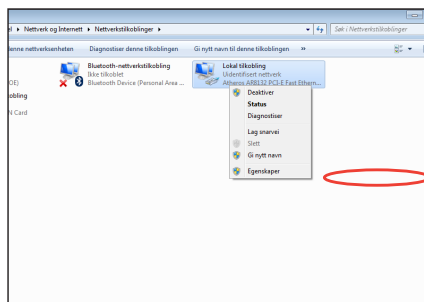 el ▸ Nettverk og Internett ▸ Nettverkstilkoblinger ▸
Søk i Nettverkstilkoblinger
denne nettverksenheten Diagnostiser denne tilkoblingen Gi nytt navn til denne tilkoblingen »
Bluetooth-nettverkstilkobling
Ikke tilkoblet
Bluetooth Device (Personal Area ...
Lokal tilkobling
Uidentifisert nettverk
Atheros AR8132 PCI-E Fast Ethern...
OE)
obling
N Card
Deaktiver
Status
Diagnostiser
Lag snarvei
Slett
Gi nytt navn
Egenskaper